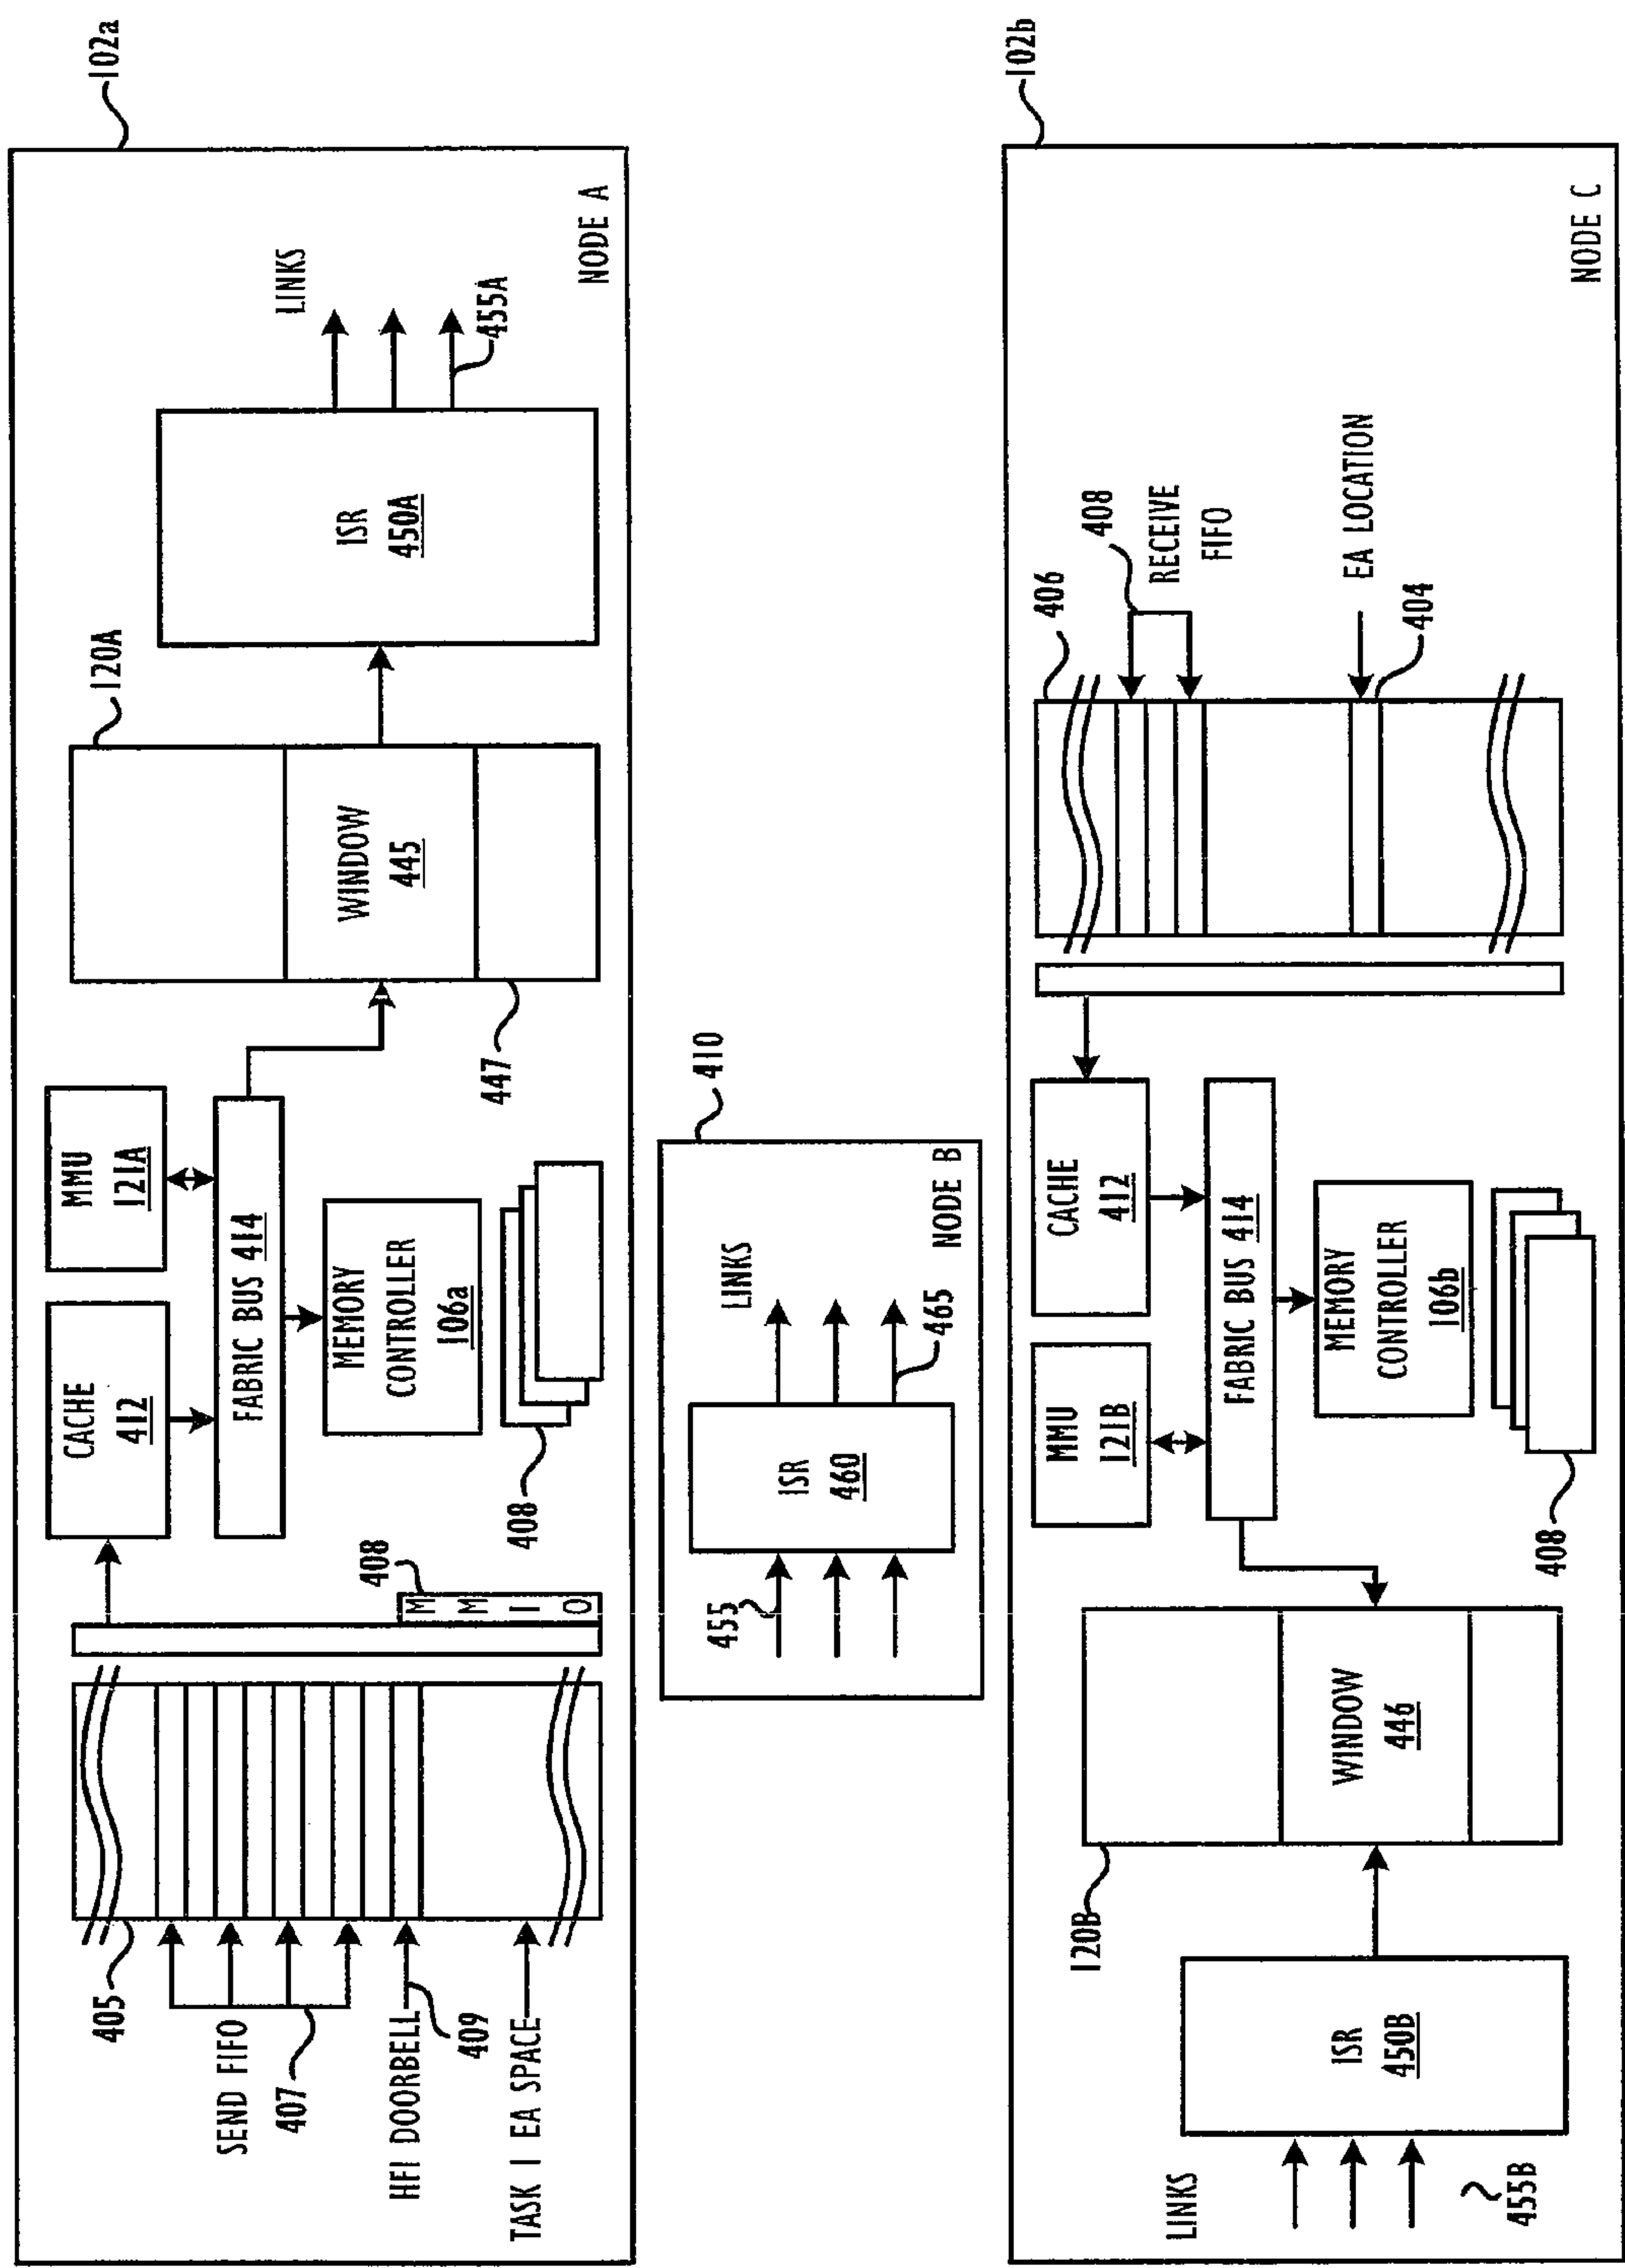 102a
405
SEND FIFO
407
HFI DOORBELL
409
TASK 1 EA SPACE
408
M
M
I
O
CACHE
412
MMU
121A
FABRIC BUS 414
MEMORY
CONTROLLER
106a
408
120A
WINDOW
445
447
ISR
450A
LINKS
455A
NODE A
410
455
ISR
460
LINKS
465
NODE B
102b
LINKS
455B
ISR
450B
120B
WINDOW
446
MMU
121B
CACHE
412
FABRIC BUS 414
MEMORY
CONTROLLER
106b
408
406
408
RECEIVE
FIFO
EA LOCATION
404
NODE C